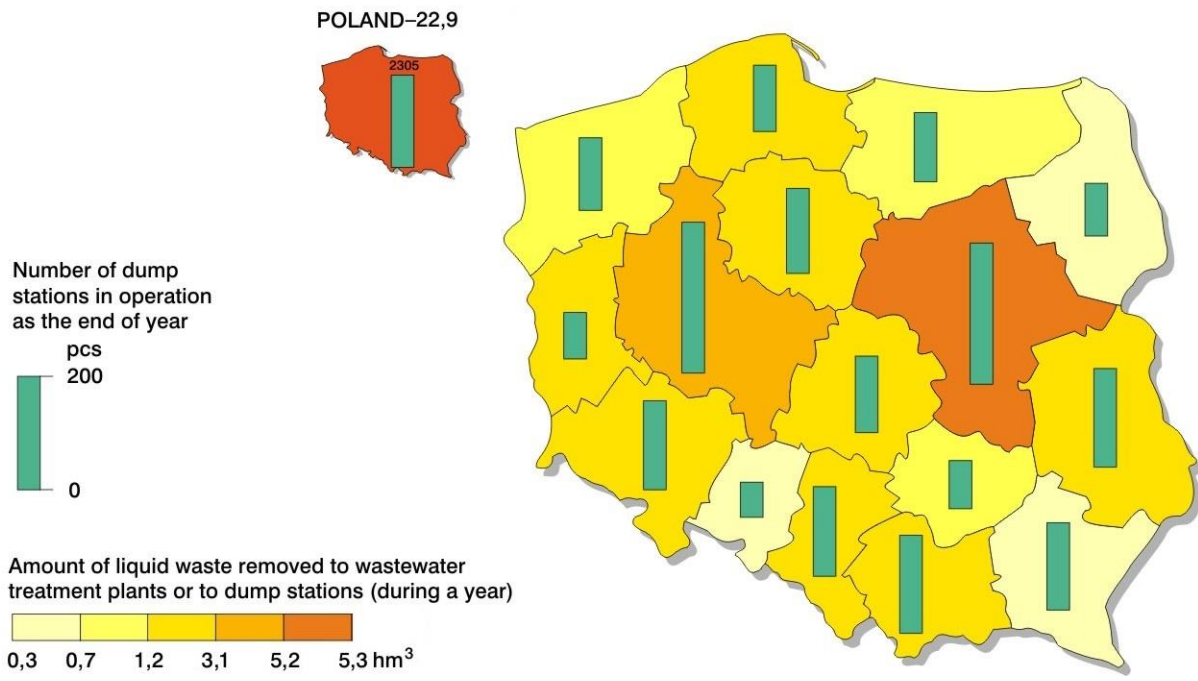 POLAND–22,9
2305
Number of dump
stations in operation
as the end of year
pcs
200
0
Amount of liquid waste removed to wastewater
treatment plants or to dump stations (during a year)
0,3 0,7 1,2 3,1 5,2 5,3 hm³